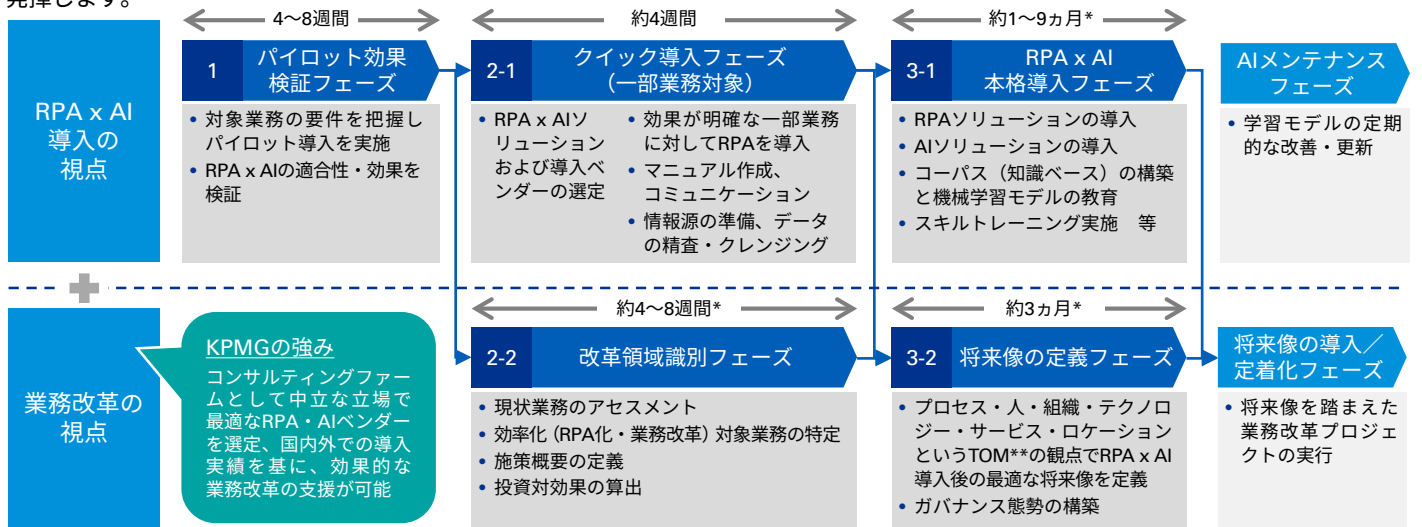 発揮します。
4～8週間
約4週間
約1～9ヵ月*
RPA x AI
導入の
視点
1
パイロット効果
検証フェーズ
• 対象業務の要件を把握し
パイロット導入を実施
• RPA x AIの適合性・効果を
検証
2-1
クイック導入フェーズ
（一部業務対象）
• RPA x AIソ
リューション
および導入ベ
ンダーの選定
• 効果が明確な一部業務
に対してRPAを導入
• マニュアル作成、
コミュニケーション
• 情報源の準備、データ
の精査・クレンジング
3-1
RPA x AI
本格導入フェーズ
• RPAソリューションの導入
• AIソリューションの導入
• コーパス（知識ベース）の構築
と機械学習モデルの教育
• スキルトレーニング実施　等
AIメンテナンス
フェーズ
• 学習モデルの定期
的な改善・更新
約4～8週間*
約3ヵ月*
業務改革の
視点
KPMGの強み
コンサルティングファー
ムとして中立な立場で
最適なRPA・AIベンダー
を選定、国内外での導入
実績を基に、効果的な
業務改革の支援が可能
2-2
改革領域識別フェーズ
• 現状業務のアセスメント
• 効率化（RPA化・業務改革）対象業務の特定
• 施策概要の定義
• 投資対効果の算出
3-2
将来像の定義フェーズ
• プロセス・人・組織・テクノロ
ジー・サービス・ロケーション
というTOM**の観点でRPA x AI
導入後の最適な将来像を定義
• ガバナンス態勢の構築
将来像の導入／
定着化フェーズ
• 将来像を踏まえた
業務改革プロジェ
クトの実行